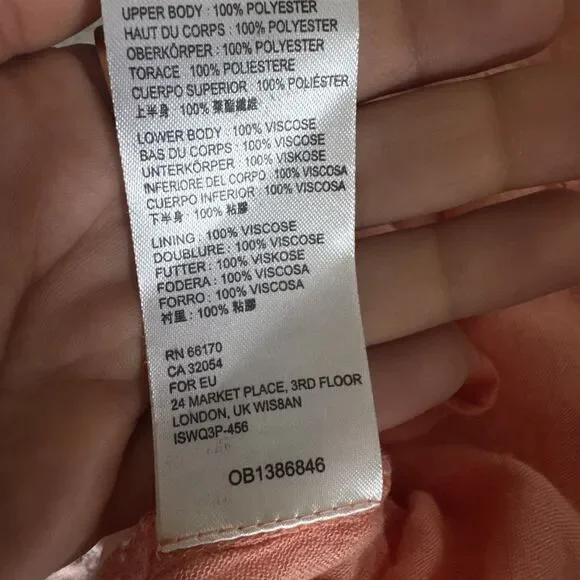 UPPER BODY : 100% POLYESTER
HAUT DU CORPS : 100% POLYESTER
OBERKÖRPER : 100% POLYESTER
TORACE : 100% POLIESTERE
CUERPO SUPERIOR : 100% POLIÉSTER
上半身 : 100% 聚酯纖維
LOWER BODY : 100% VISCOSE
BAS DU CORPS : 100% VISCOSE
UNTERKÖRPER : 100% VISKOSE
INFERIORE DEL CORPO : 100% VISCOSA
CUERPO INFERIOR : 100% VISCOSA
下半身 : 100% 粘膠
LINING : 100% VISCOSE
DOUBLURE : 100% VISCOSE
FUTTER : 100% VISKOSE
FODERA : 100% VISCOSA
FORRO : 100% VISCOSA
衬里 : 100% 粘膠
RN 66170
CA 32054
FOR EU
24 MARKET PLACE, 3RD FLOOR
LONDON, UK WIS8AN
ISWQ3P-456
OB1386846